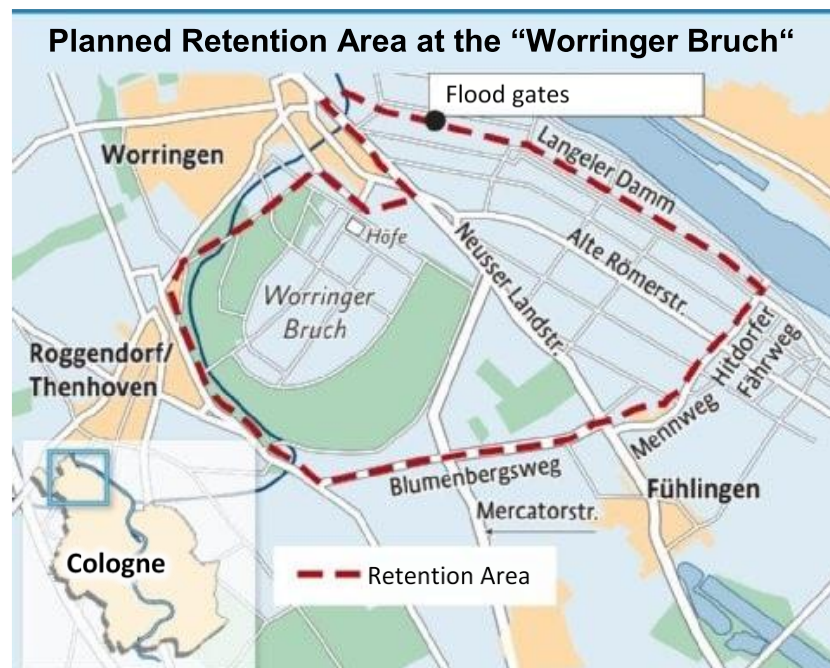 Planned Retention Area at the “Worringer Bruch“
Flood gates
Worringen
Langeler Damm
Höfe
Neusser Landstr.
Alte Römerstr.
Worringer
Bruch
Roggendorf/
Thenhoven
Hitdorfer
Fährweg
Mennweg
Blumenbergsweg
Fühlingen
Mercatorstr.
Cologne
Retention Area